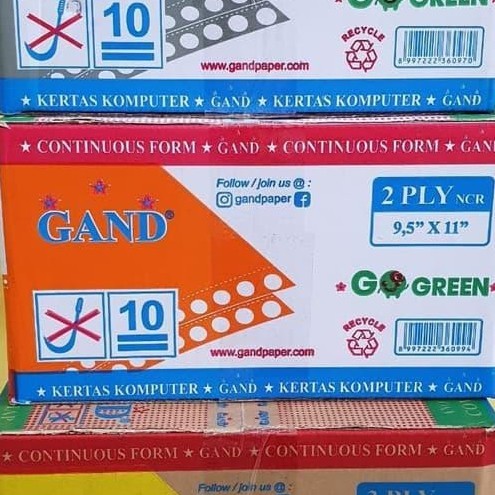 10
GO GREEN
RECYCLE
www.gandpaper.com
8 997222 360970
★ KERTAS KOMPUTER ★ GAND ★ KERTAS KOMPUTER ★ GAND
★ CONTINUOUS FORM ★ GAND ★ CONTINUOUS FORM ★ GAN
Follow / join us @ :
gandpaper
2 PLY NCR
9,5" X 11"
GAND®
GO GREEN
10
RECYCLE
www.gandpaper.com
8 997222 360994
★ KERTAS KOMPUTER ★ GAND ★ KERTAS KOMPUTER ★ GAND
★ CONTINUOUS FORM ★ GAND ★ CONTINUOUS FORM ★ GAND
Follow / join us @ :
2 PLY